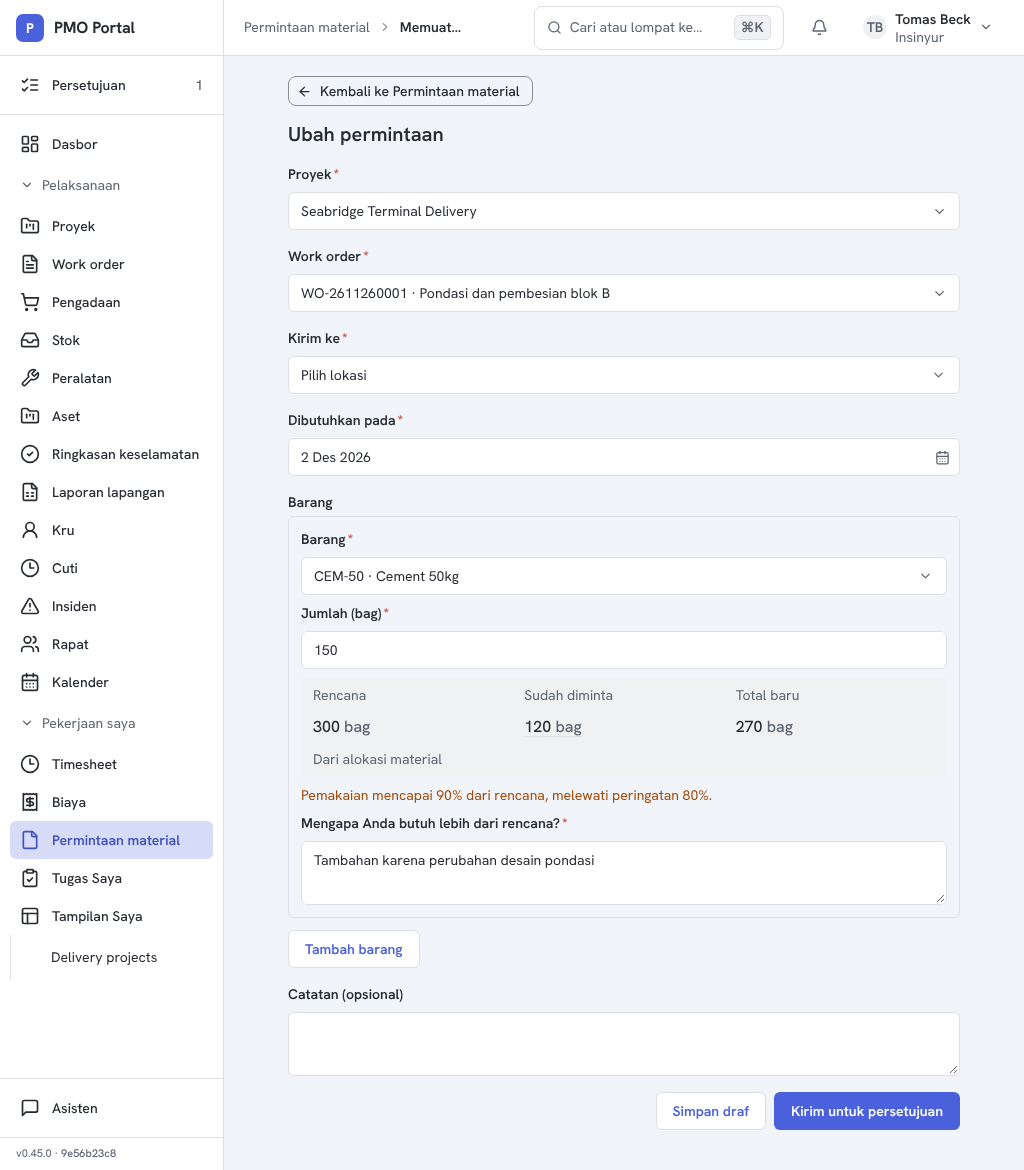 P PMO Portal
Permintaan material > Memuat...
Cari atau lompat ke... ⌘K
TB Tomas Beck
Insinyur
Persetujuan 1
Dasbor
Pelaksanaan
Proyek
Work order
Pengadaan
Stok
Peralatan
Aset
Ringkasan keselamatan
Laporan lapangan
Kru
Cuti
Insiden
Rapat
Kalender
Pekerjaan saya
Timesheet
Biaya
Permintaan material
Tugas Saya
Tampilan Saya
Delivery projects
Asisten
v0.45.0 · 9e56b23c8
Kembali ke Permintaan material
Ubah permintaan
Proyek*
Seabridge Terminal Delivery
Work order*
WO-2611260001 · Pondasi dan pembesian blok B
Kirim ke*
Pilih lokasi
Dibutuhkan pada*
2 Des 2026
Barang
Barang*
CEM-50 · Cement 50kg
Jumlah (bag)*
150
Rencana Sudah diminta Total baru
300 bag 120 bag 270 bag
Dari alokasi material
Pemakaian mencapai 90% dari rencana, melewati peringatan 80%.
Mengapa Anda butuh lebih dari rencana?*
Tambahan karena perubahan desain pondasi
Tambah barang
Catatan (opsional)
Simpan draf Kirim untuk persetujuan